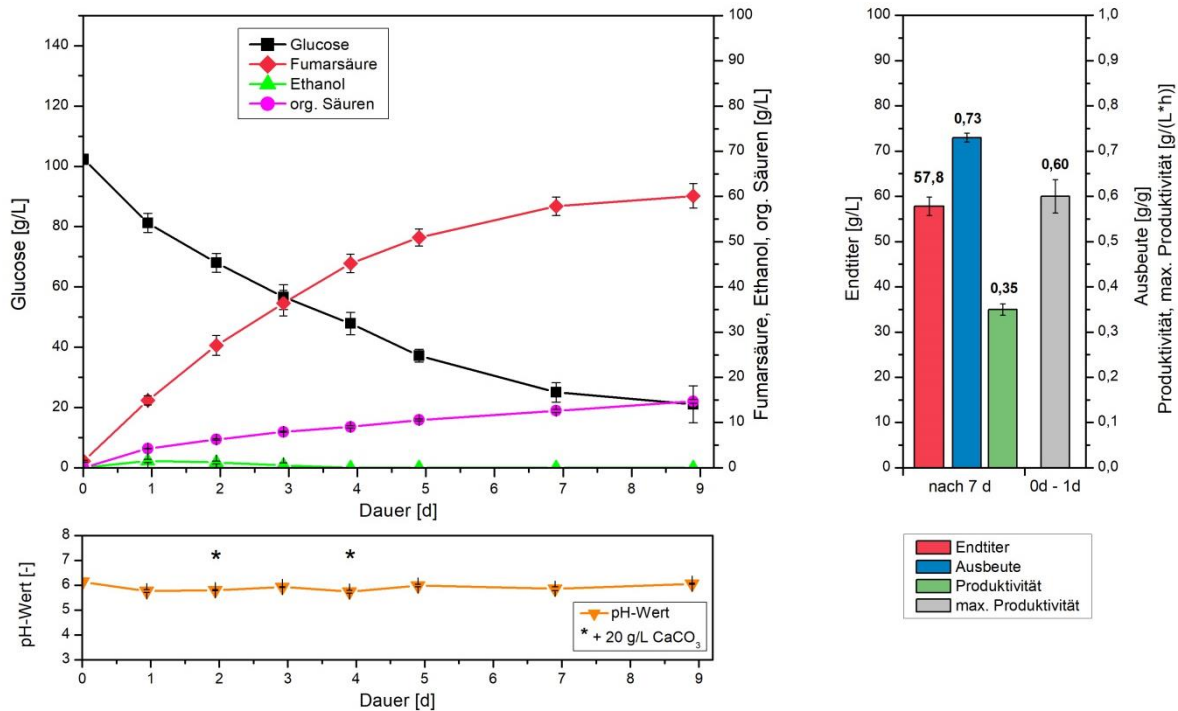 Glucose
Fumarsäure
Ethanol
org. Säuren
140
120
100
80
60
40
20
0
Glucose [g/L]
100
90
80
70
60
50
40
30
20
10
0
Fumarsäure, Ethanol, org. Säuren [g/L]
0 1 2 3 4 5 6 7 8 9
Dauer [d]
8
7
6
5
4
3
pH-Wert [-]
* *
pH-Wert
* + 20 g/L CaCO₃
0 1 2 3 4 5 6 7 8 9
Dauer [d]
100
90
80
70
60
50
40
30
20
10
0
Endtiter [g/L]
57,8
0,73
0,35
0,60
1,0
0,9
0,8
0,7
0,6
0,5
0,4
0,3
0,2
0,1
0,0
Ausbeute [g/g]
Produktivität, max. Produktivität [g/(L*h)]
nach 7 d 0d - 1d
Endtiter
Ausbeute
Produktivität
max. Produktivität